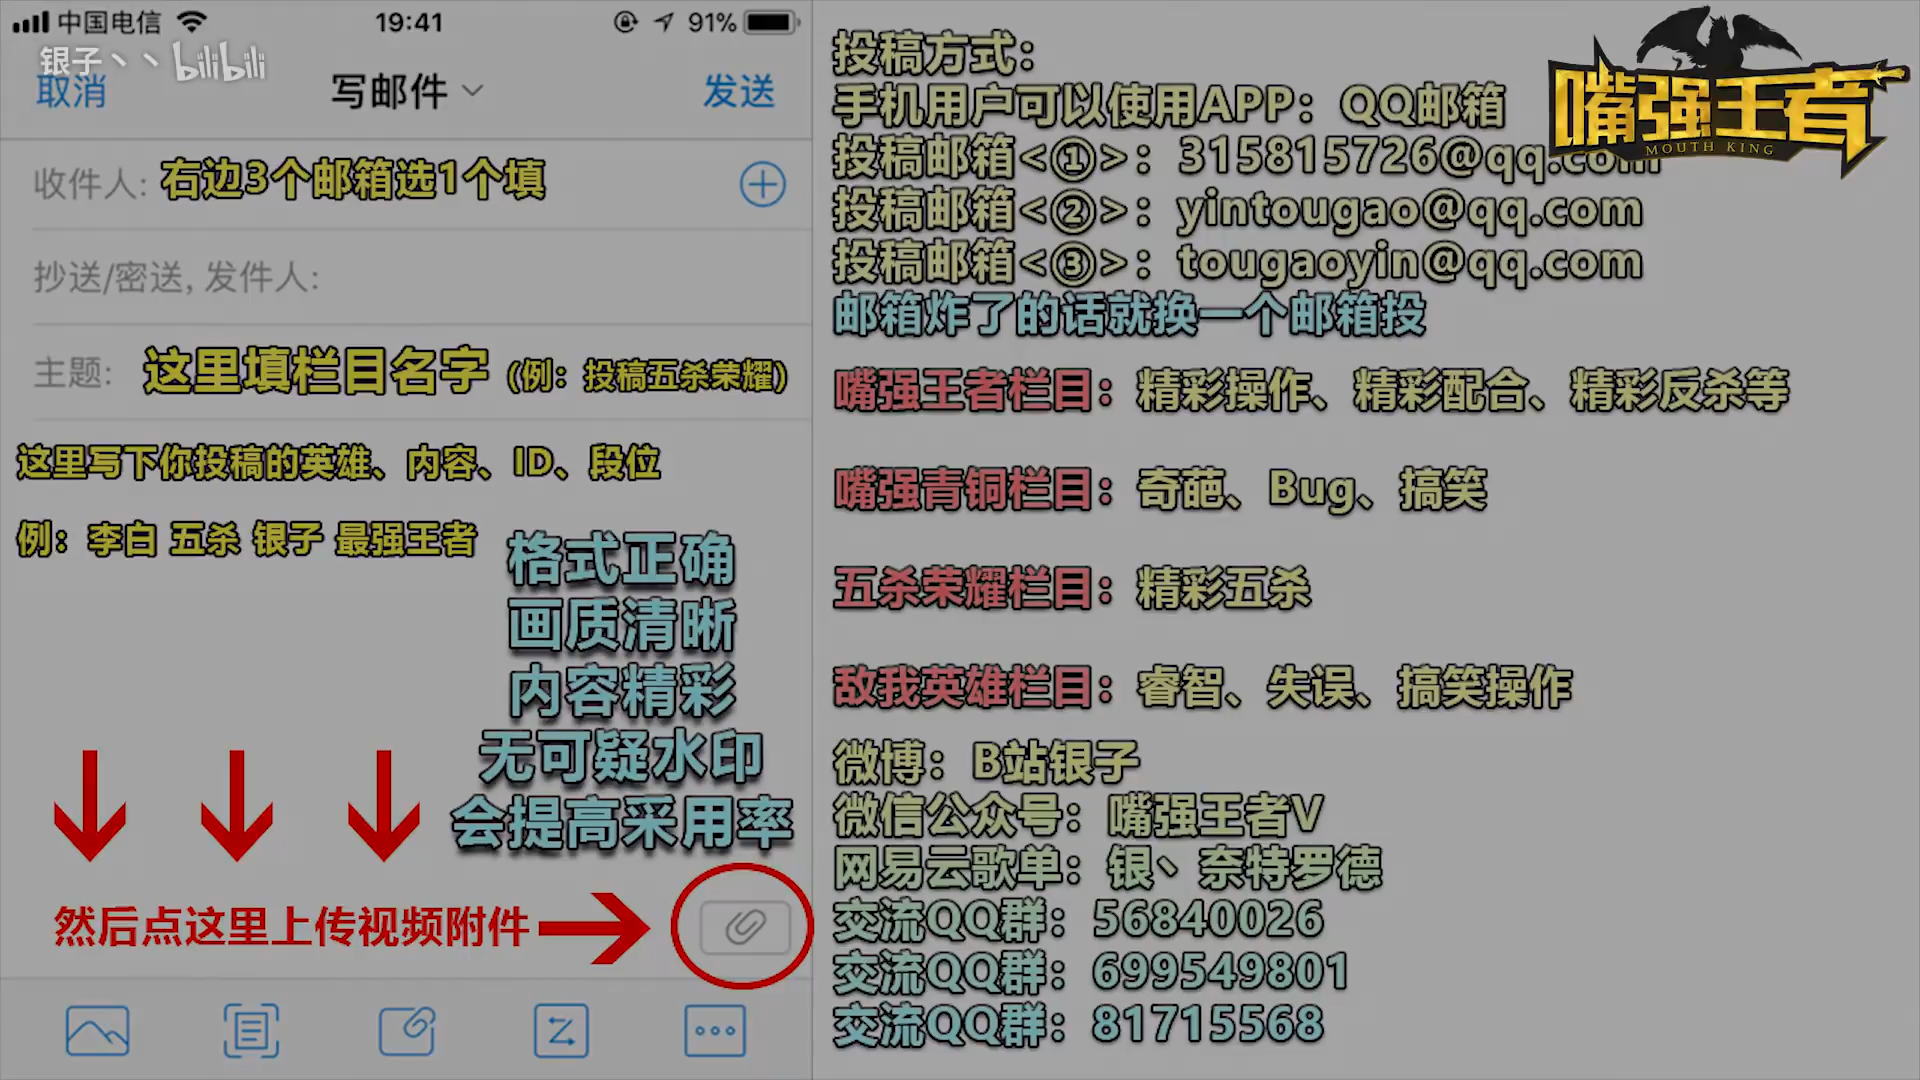 中国电信
19:41
91%
银子丶丶 bilibili
取消
写邮件
发送
收件人: 右边3个邮箱选1个填
抄送/密送, 发件人:
主题: 这里填栏目名字 (例：投稿五杀荣耀)
这里写下你投稿的英雄、内容、ID、段位
例：李白 五杀 银子 最强王者
格式正确
画质清晰
内容精彩
无可疑水印
会提高采用率
然后点这里上传视频附件
投稿方式：
手机用户可以使用APP：QQ邮箱
投稿邮箱<①>：315815726@qq.com
投稿邮箱<②>：yintougao@qq.com
投稿邮箱<③>：tougaoyin@qq.com
邮箱炸了的话就换一个邮箱投
嘴强王者栏目：精彩操作、精彩配合、精彩反杀等
嘴强青铜栏目：奇葩、Bug、搞笑
五杀荣耀栏目：精彩五杀
敌我英雄栏目：睿智、失误、搞笑操作
微博：B站银子
微信公众号：嘴强王者V
网易云歌单：银丶奈特罗德
交流QQ群：56840026
交流QQ群：699549801
交流QQ群：81715568
嘴强王者
MOUTH KING